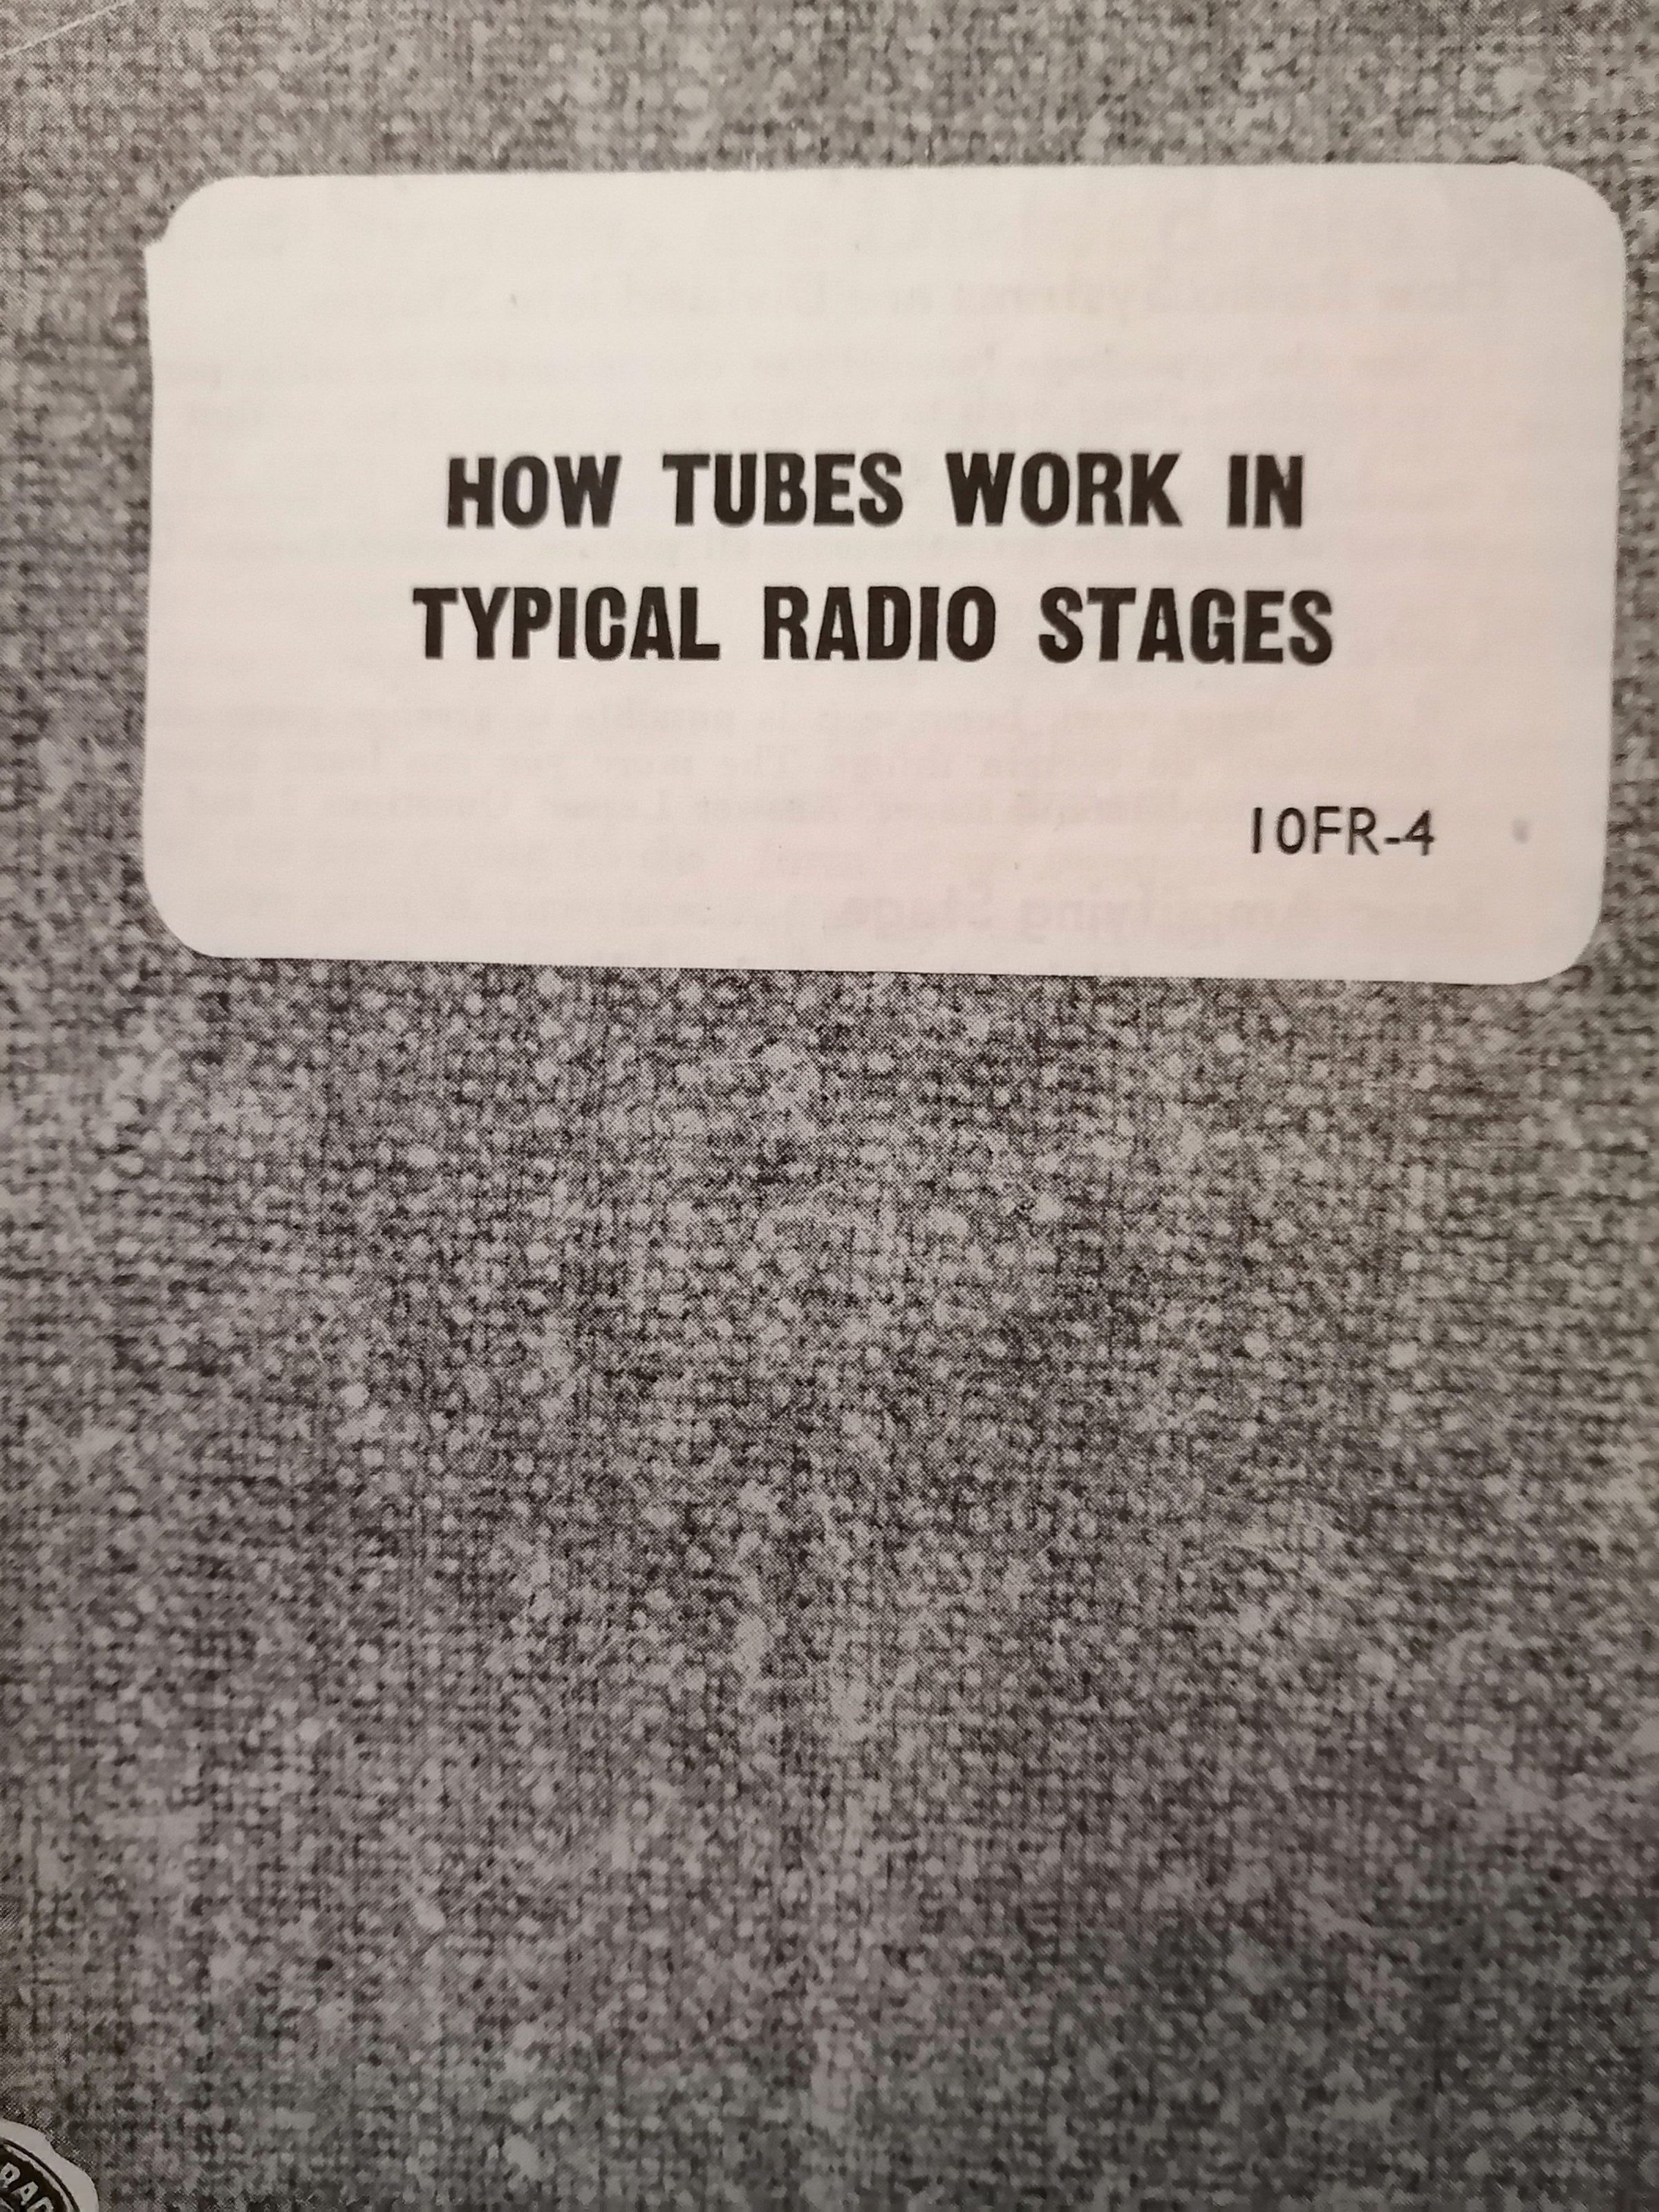 HOW TUBES WORK IN
TYPICAL RADIO STAGES
10FR-4